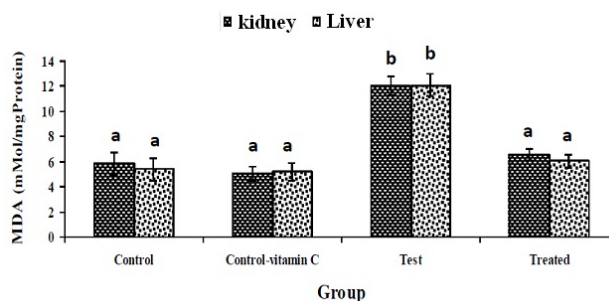 kidney Liver
b b
a a a a a a
MDA (mMol/mgProtein)
14
12
10
8
6
4
2
0
Control Control-vitamin C Test Treated
Group